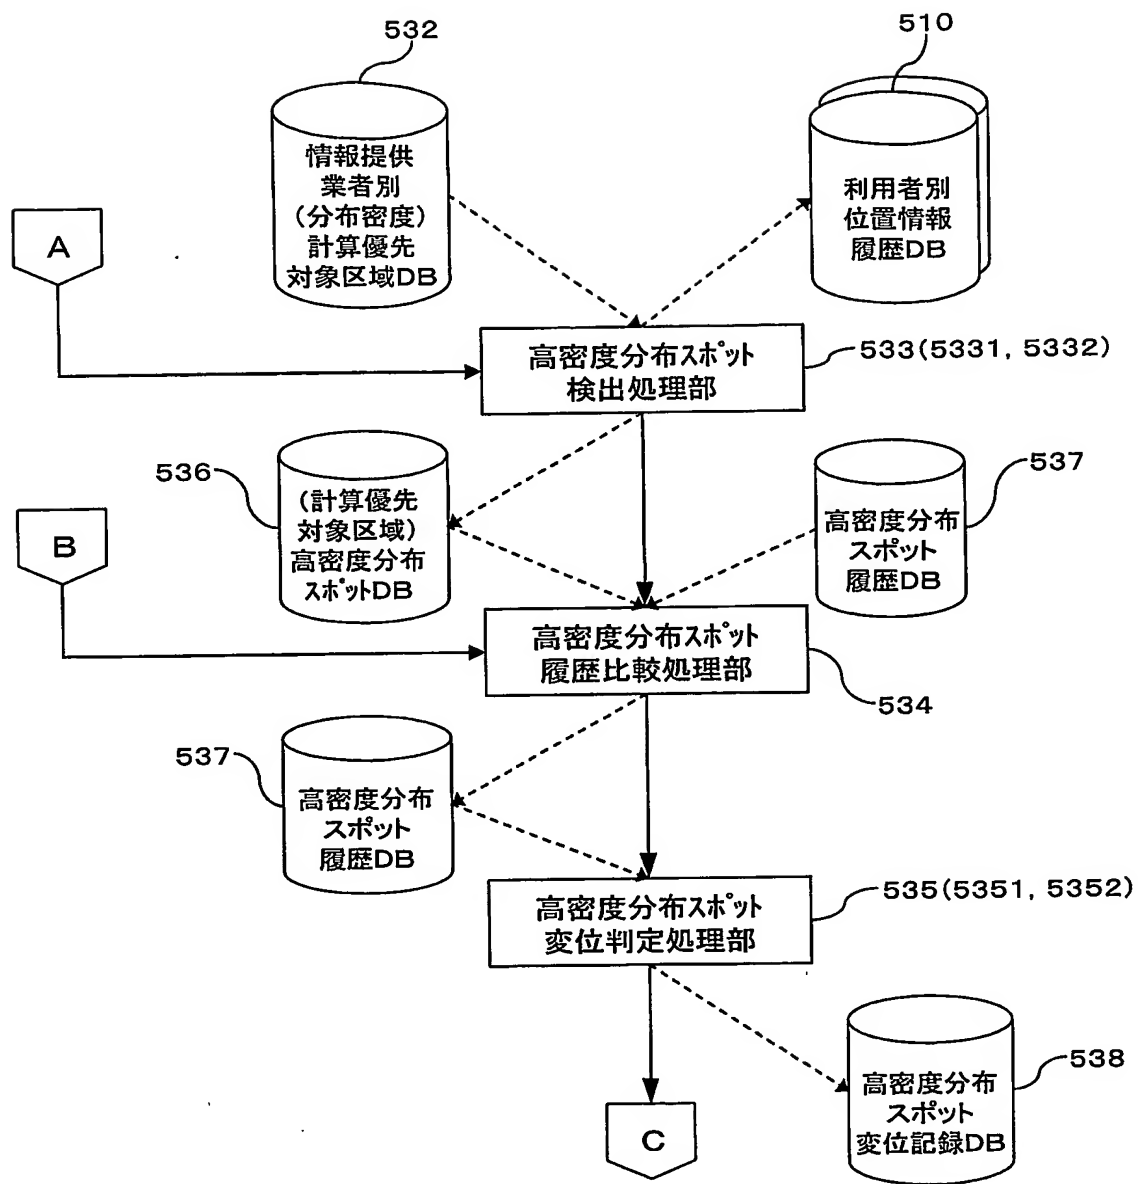 532
510
情報提供
業者別
(分布密度)
計算優先
対象区域DB
利用者別
位置情報
履歴DB
A
高密度分布ｽﾎﾟｯﾄ
検出処理部
533(5331, 5332)
536
(計算優先
対象区域)
高密度分布
ｽﾎﾟｯﾄDB
537
高密度分布
スポット
履歴DB
B
高密度分布ｽﾎﾟｯﾄ
履歴比較処理部
534
537
高密度分布
スポット
履歴DB
高密度分布ｽﾎﾟｯﾄ
変位判定処理部
535(5351, 5352)
538
高密度分布
スポット
変位記録DB
C